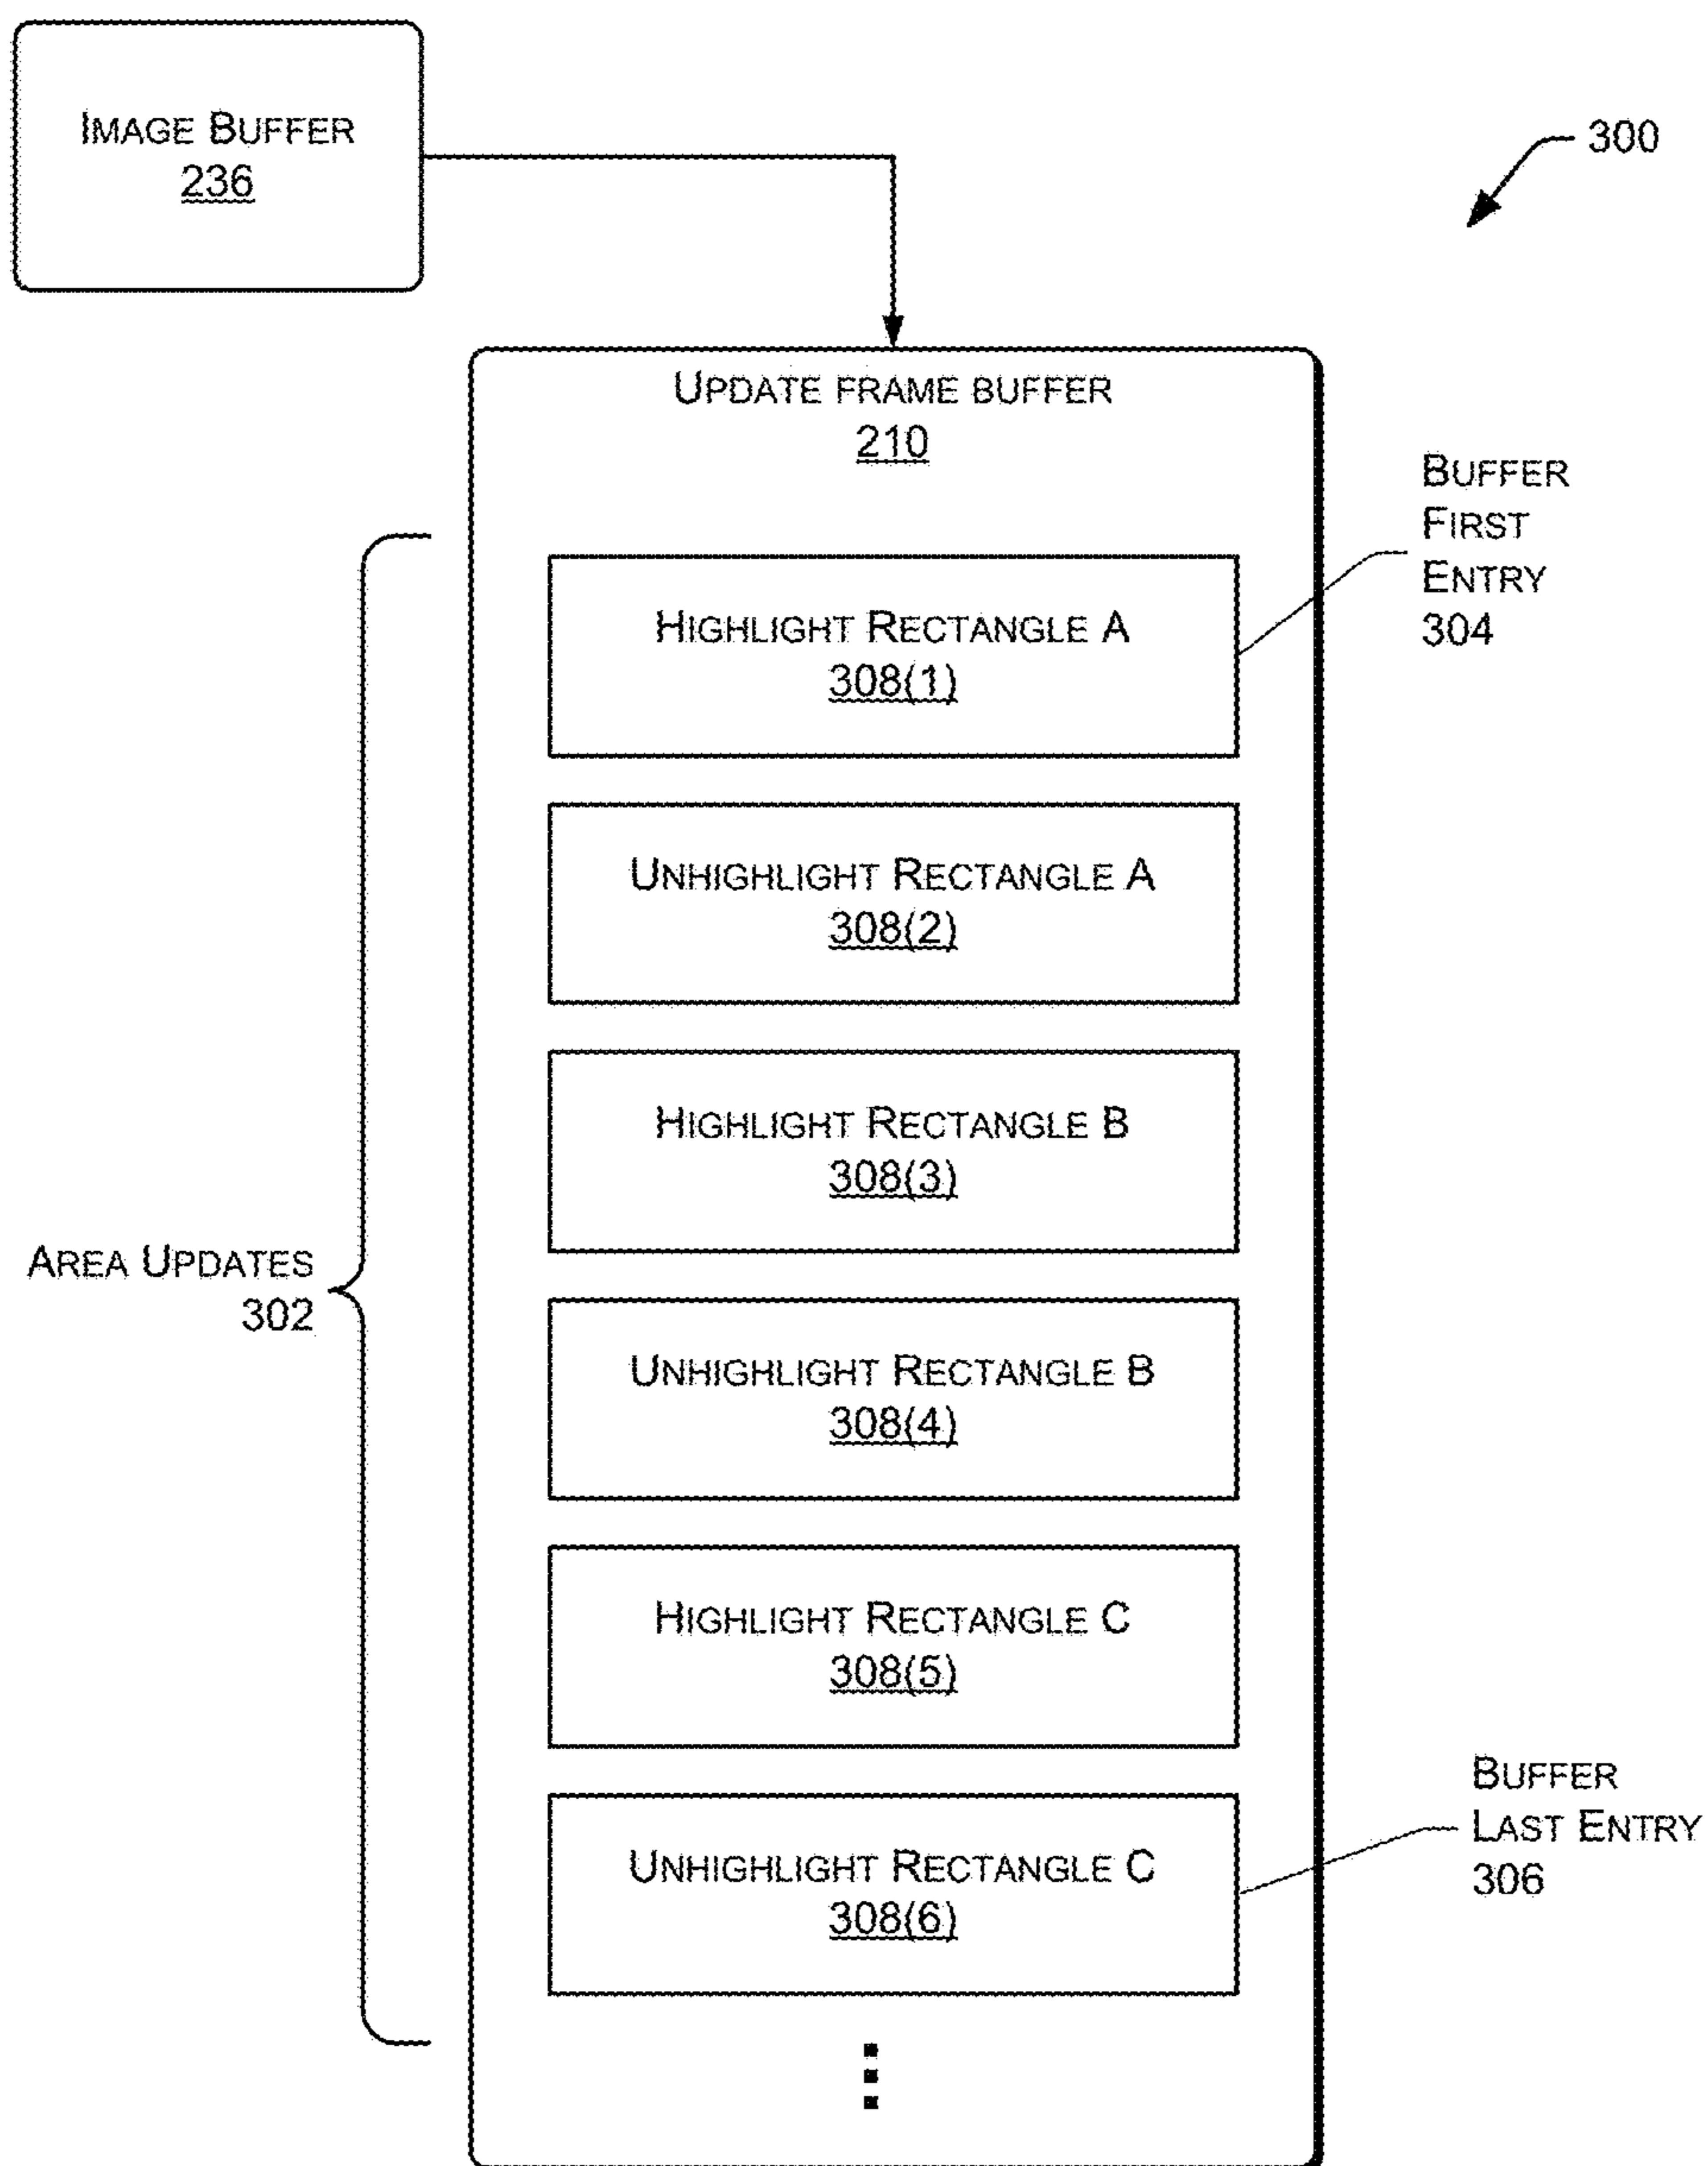 IMAGE BUFFER
236
300
UPDATE FRAME BUFFER
210
BUFFER
FIRST
ENTRY
304
HIGHLIGHT RECTANGLE A
308(1)
UNHIGHLIGHT RECTANGLE A
308(2)
HIGHLIGHT RECTANGLE B
308(3)
AREA UPDATES
302
UNHIGHLIGHT RECTANGLE B
308(4)
HIGHLIGHT RECTANGLE C
308(5)
UNHIGHLIGHT RECTANGLE C
308(6)
BUFFER
LAST ENTRY
306